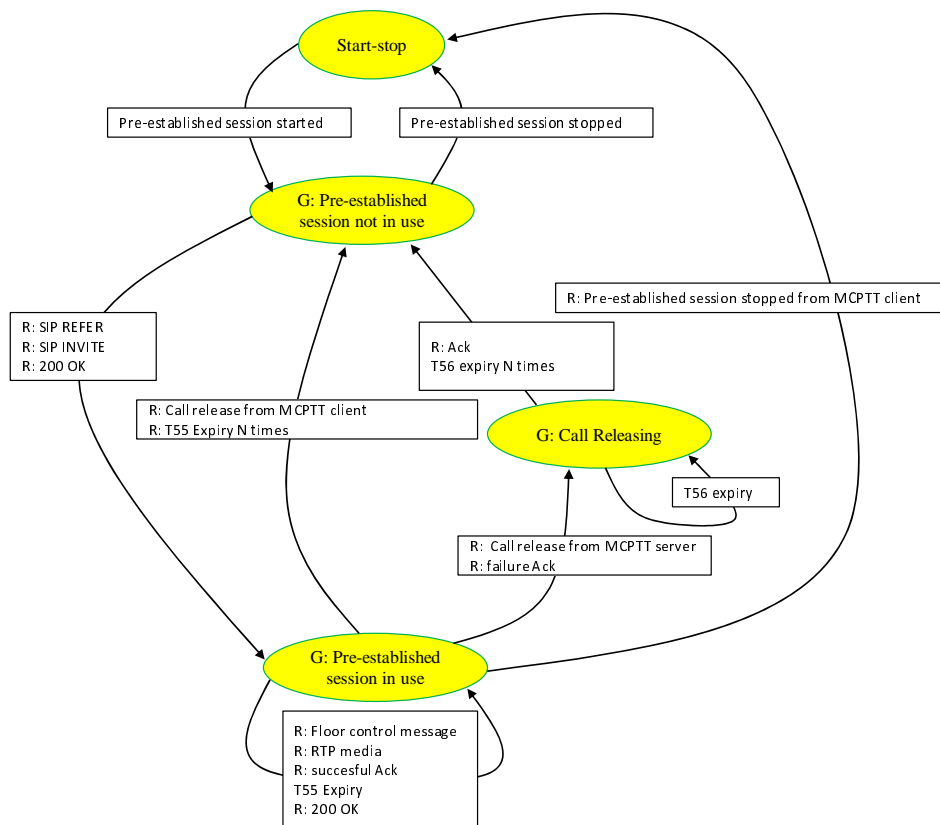 Start-stop
Pre-established session started
Pre-established session stopped
G: Pre-established
session not in use
R: Pre-established session stopped from MCPTT client
R: SIP REFER
R: SIP INVITE
R: 200 OK
R: Ack
T56 expiry N times
R: Call release from MCPTT client
R: T55 Expiry N times
G: Call Releasing
T56 expiry
R: Call release from MCPTT server
R: failure Ack
G: Pre-established
session in use
R: Floor control message
R: RTP media
R: succesful Ack
T55 Expiry
R: 200 OK